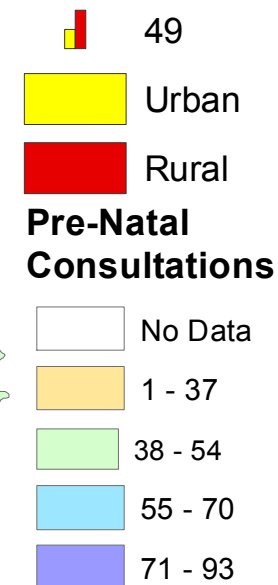 49
Urban
Rural
Pre-Natal
Consultations
No Data
1 - 37
38 - 54
55 - 70
71 - 93